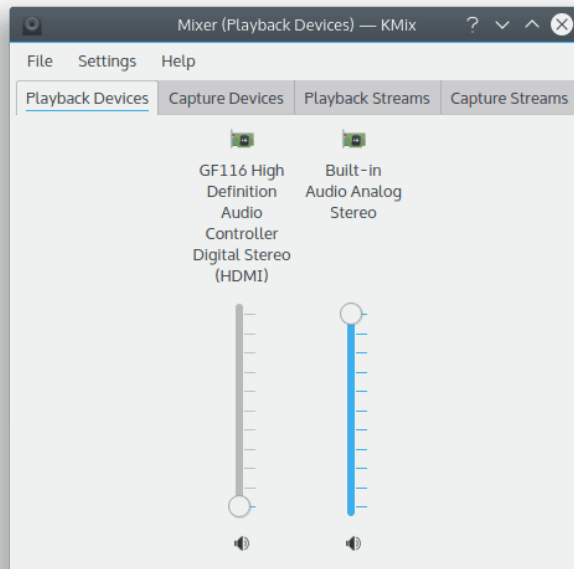 Mixer (Playback Devices) — KMix
File Settings Help
Playback Devices Capture Devices Playback Streams Capture Streams
GF116 High
Definition
Audio
Controller
Digital Stereo
(HDMI)
Built-in
Audio Analog
Stereo